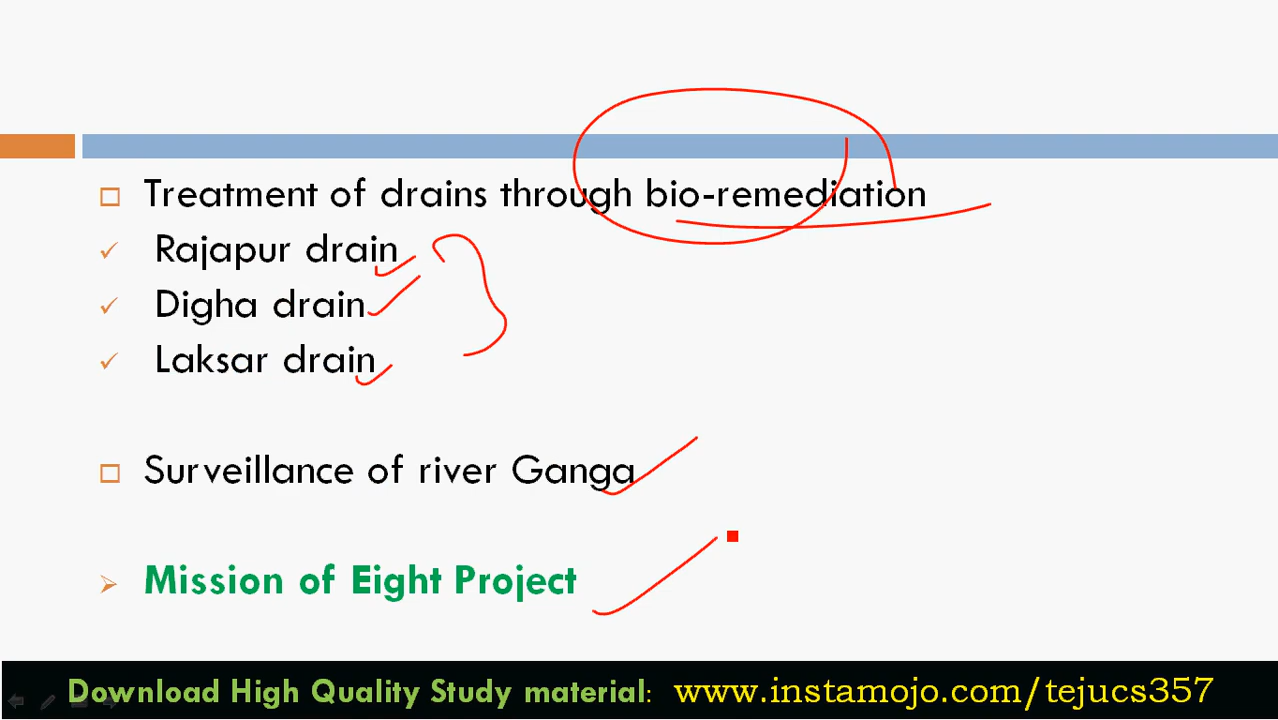 Treatment of drains through bio-remediation
Rajapur drain
Digha drain
Laksar drain
Surveillance of river Ganga
Mission of Eight Project
Download High Quality Study material: www.instamojo.com/tejucs357